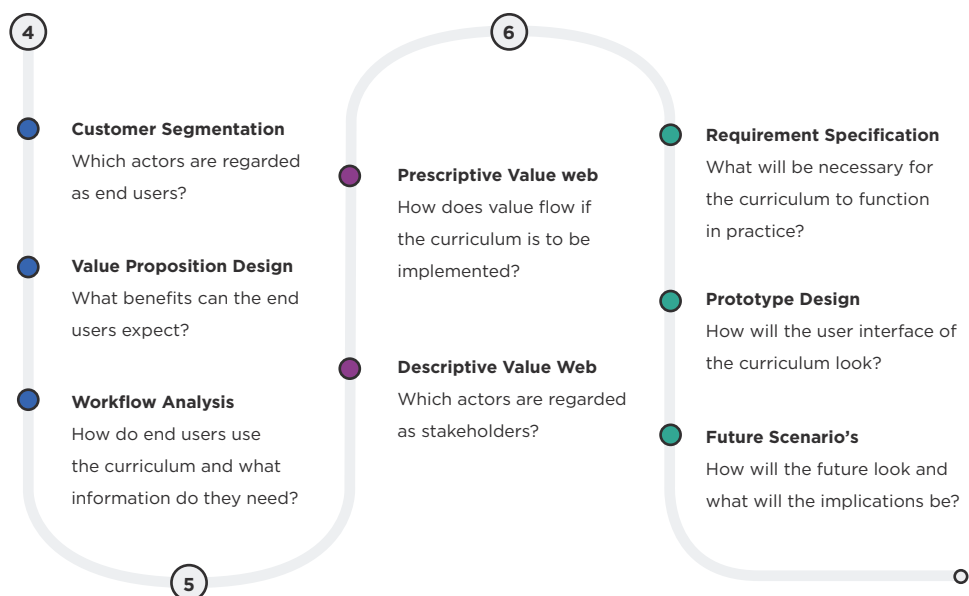 4
Customer Segmentation
Which actors are regarded
as end users?
Value Proposition Design
What benefits can the end
users expect?
Workflow Analysis
How do end users use
the curriculum and what
information do they need?
5
Prescriptive Value web
How does value flow if
the curriculum is to be
implemented?
Descriptive Value Web
Which actors are regarded
as stakeholders?
6
Requirement Specification
What will be necessary for
the curriculum to function
in practice?
Prototype Design
How will the user interface of
the curriculum look?
Future Scenario's
How will the future look and
what will the implications be?